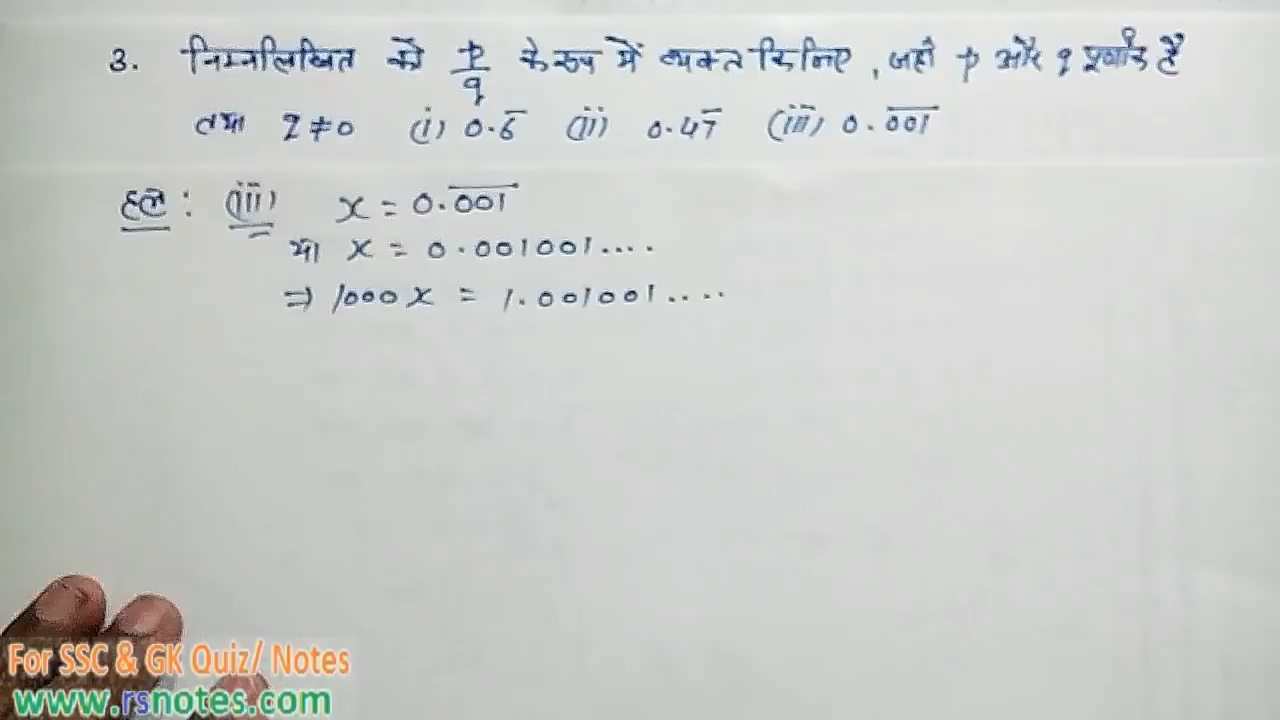 3. निम्नलिखित को p/q के रूप में व्यक्त किजिए, जहाँ p और q पूर्णांक हैं
तथा q ≠ 0 (i) 0.6̅ (ii) 0.47̅ (iii) 0.0̅0̅1̅
हल : (iii) x = 0.0̅0̅1̅
या x = 0.001001....
⇒ 1000x = 1.001001....
For SSC & GK Quiz/ Notes
www.rsnotes.com